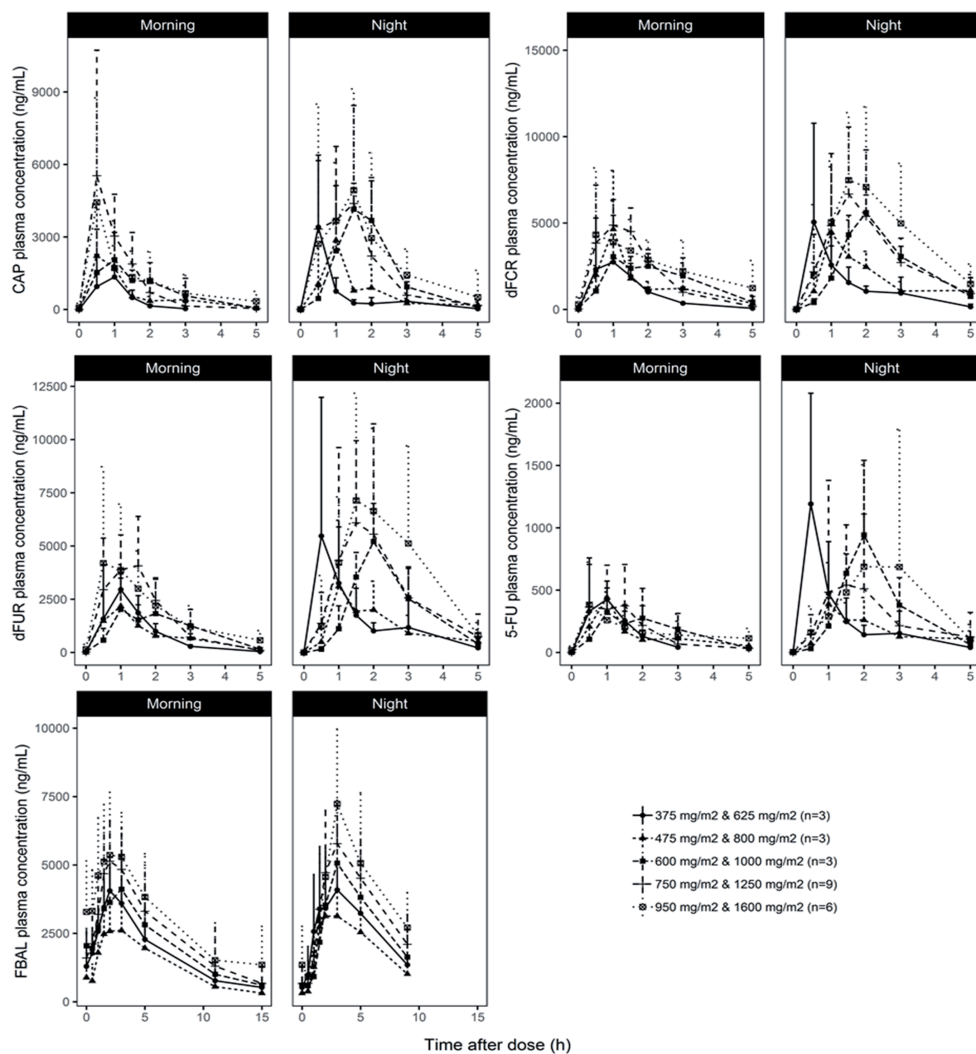 Morning
Night
CAP plasma concentration (ng/mL)
9000
6000
3000
0
0 1 2 3 4 5
0 1 2 3 4 5
Morning
Night
dFCR plasma concentration (ng/mL)
15000
10000
5000
0
0 1 2 3 4 5
0 1 2 3 4 5
Morning
Night
dFUR plasma concentration (ng/mL)
12500
10000
7500
5000
2500
0
0 1 2 3 4 5
0 1 2 3 4 5
Morning
Night
5-FU plasma concentration (ng/mL)
2000
1500
1000
500
0
0 1 2 3 4 5
0 1 2 3 4 5
Morning
Night
FBAL plasma concentration (ng/mL)
10000
7500
5000
2500
0
0 5 10 15
0 5 10 15
375 mg/m2 & 625 mg/m2 (n=3)
475 mg/m2 & 800 mg/m2 (n=3)
600 mg/m2 & 1000 mg/m2 (n=3)
750 mg/m2 & 1250 mg/m2 (n=9)
950 mg/m2 & 1600 mg/m2 (n=6)
Time after dose (h)